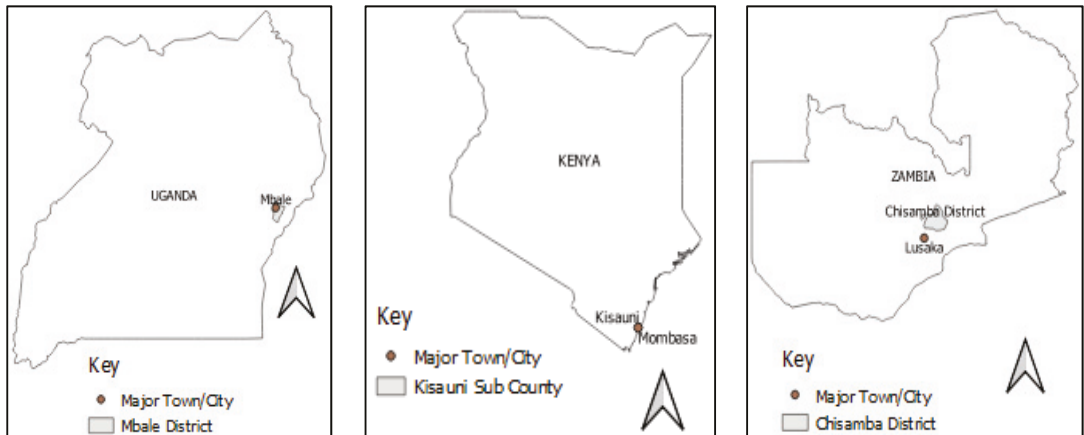 UGANDA
Mbale
Key
Major Town/City
Mbale District
KENYA
Kisauni
Mombasa
Key
Major Town/City
Kisauni Sub County
ZAMBIA
Chisamba District
Lusaka
Key
Major Town/City
Chisamba District